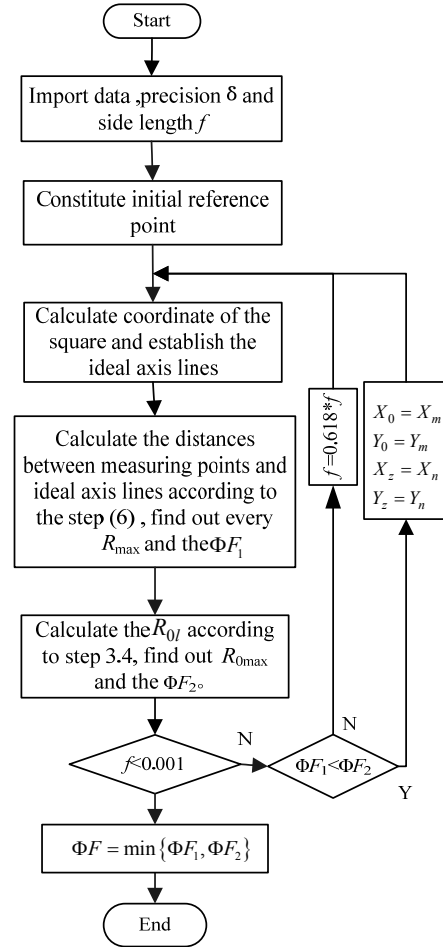 Start
Import data ,precision δ and
side length f
Constitute initial reference
point
Calculate coordinate of the
square and establish the
ideal axis lines
f=0.618*f
X₀ = Xₘ
Y₀ = Yₘ
X_z = Xₙ
Y_z = Yₙ
Calculate the distances
between measuring points and
ideal axis lines according to
the step (6) , find out every
R_max and theΦF₁
Calculate theR₀ₗ according
to step 3.4, find out R₀max
and the ΦF₂。
N
N
f<0.001
ΦF₁<ΦF₂
Y
ΦF = min{ΦF₁,ΦF₂}
End